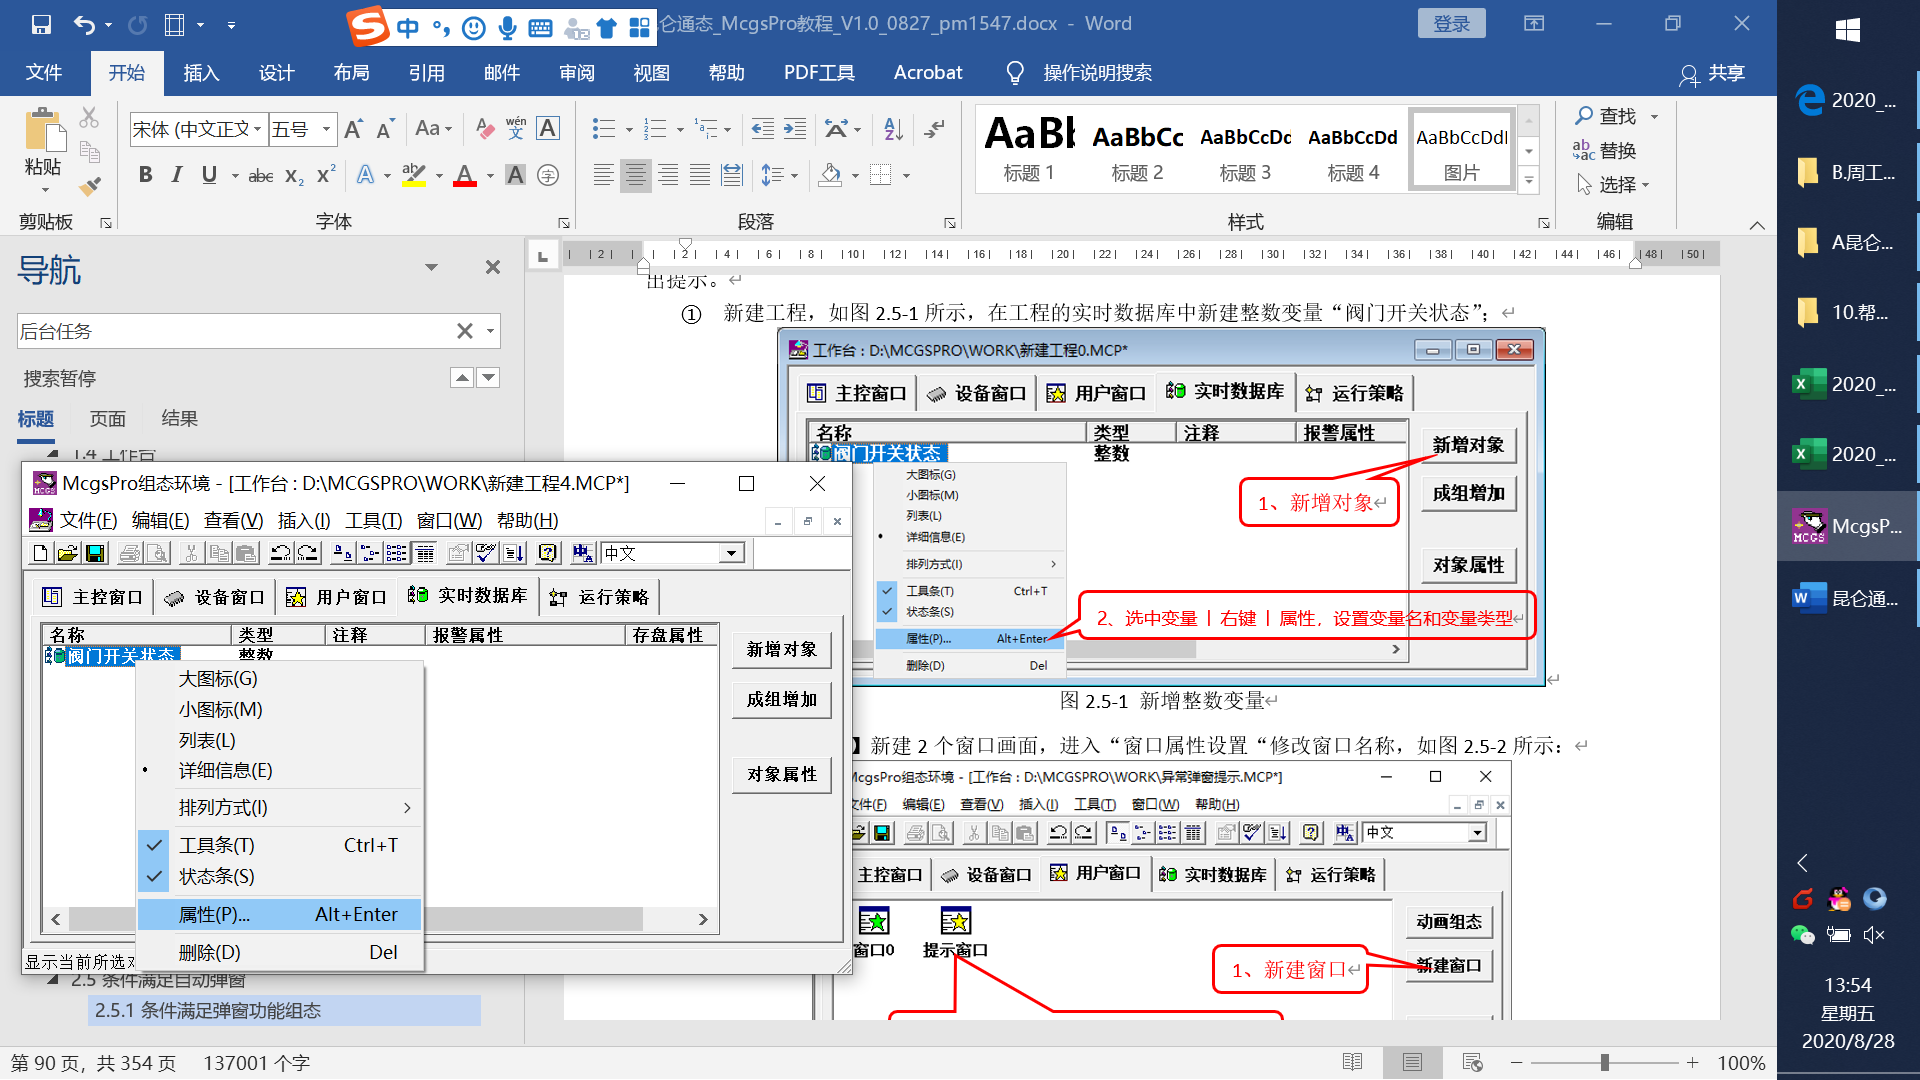 中
仑通态_McgsPro教程_V1.0_0827_pm1547.docx - Word
登录
文件 开始 插入 设计 布局 引用 邮件 审阅 视图 帮助 PDF工具 Acrobat 操作说明搜索 共享
宋体 (中文正文 五号
粘贴
AaBl AaBbCc AaBbCcDd AaBbCcDd AaBbCcDdI
标题 1 标题 2 标题 3 标题 4 图片
查找
替换
选择
剪贴板 字体 段落 样式 编辑
导航
后台任务
搜索暂停
标题 页面 结果
1.4 工作台
2.5 条件满足自动弹窗
2.5.1 条件满足弹窗功能组态
出提示。
① 新建工程，如图 2.5-1 所示，在工程的实时数据库中新建整数变量“阀门开关状态”；
工作台 : D:\MCGSPRO\WORK\新建工程0.MCP*
主控窗口 设备窗口 用户窗口 实时数据库 运行策略
名称 类型 注释 报警属性
阀门开关状态 整数
新增对象
成组增加
对象属性
大图标(G)
小图标(M)
列表(L)
详细信息(E)
排列方式(I)
工具条(T) Ctrl+T
状态条(S)
属性(P)... Alt+Enter
删除(D) Del
1、新增对象
2、选中变量 | 右键 | 属性，设置变量名和变量类型
图 2.5-1 新增整数变量
】新建 2 个窗口画面，进入“窗口属性设置“修改窗口名称，如图 2.5-2 所示：
McgsPro组态环境 - [工作台 : D:\MCGSPRO\WORK\异常弹窗提示.MCP*]
文件(F) 编辑(E) 查看(V) 插入(I) 工具(T) 窗口(W) 帮助(H)
中文
主控窗口 设备窗口 用户窗口 实时数据库 运行策略
窗口0 提示窗口
动画组态
新建窗口
1、新建窗口
McgsPro组态环境 - [工作台 : D:\MCGSPRO\WORK\新建工程4.MCP*]
文件(F) 编辑(E) 查看(V) 插入(I) 工具(T) 窗口(W) 帮助(H)
中文
主控窗口 设备窗口 用户窗口 实时数据库 运行策略
名称 类型 注释 报警属性 存盘属性
阀门开关状态 整数
新增对象
成组增加
对象属性
大图标(G)
小图标(M)
列表(L)
详细信息(E)
排列方式(I)
工具条(T) Ctrl+T
状态条(S)
属性(P)... Alt+Enter
删除(D) Del
显示当前所选对
第 90 页，共 354 页 137001 个字
100%
2020_...
B.周工...
A昆仑...
10.帮...
2020_...
2020_...
McgsP...
昆仑通...
13:54
星期五
2020/8/28